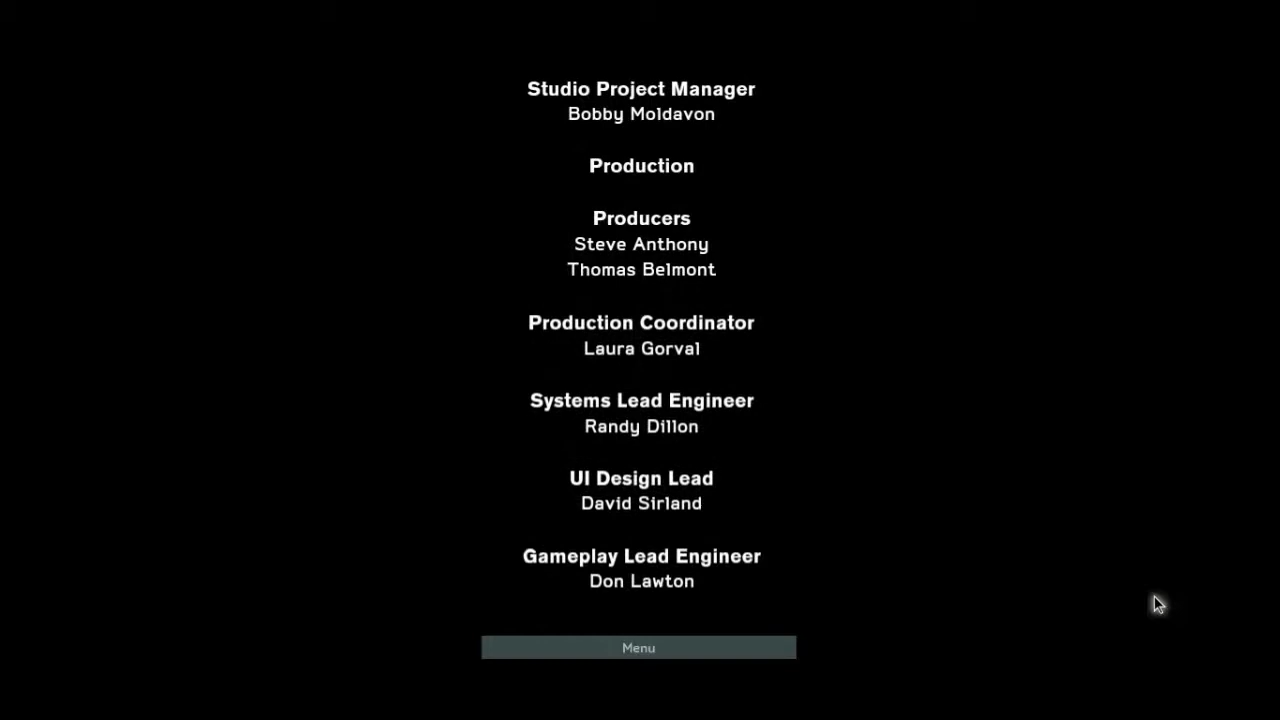 Studio Project Manager
Bobby Moldavon
Production
Producers
Steve Anthony
Thomas Belmont
Production Coordinator
Laura Gorval
Systems Lead Engineer
Randy Dillon
UI Design Lead
David Sirland
Gameplay Lead Engineer
Don Lawton
Menu